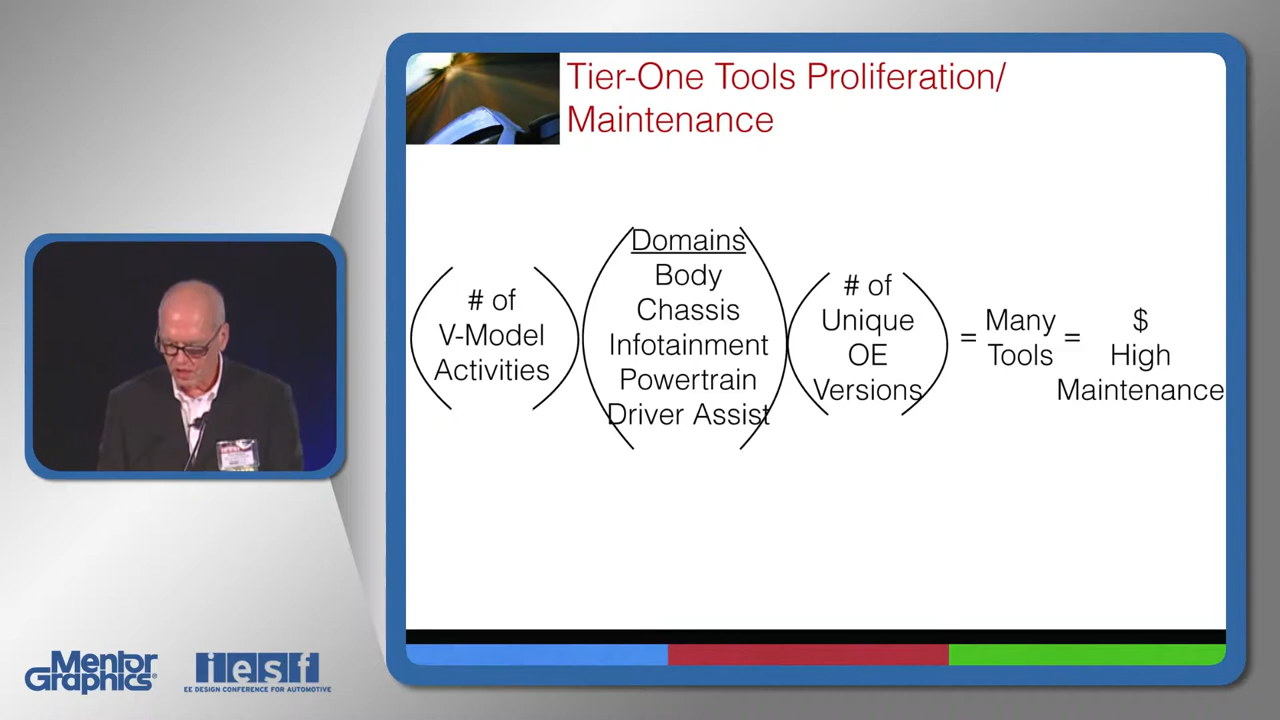 Tier-One Tools Proliferation/
Maintenance
# of
V-Model
Activities
Domains
Body
Chassis
Infotainment
Powertrain
Driver Assist
# of
Unique
OE
Versions
=
Many
Tools
=
$
High
Maintenance
Mentor
Graphics®
iesf
EE DESIGN CONFERENCE FOR AUTOMOTIVE